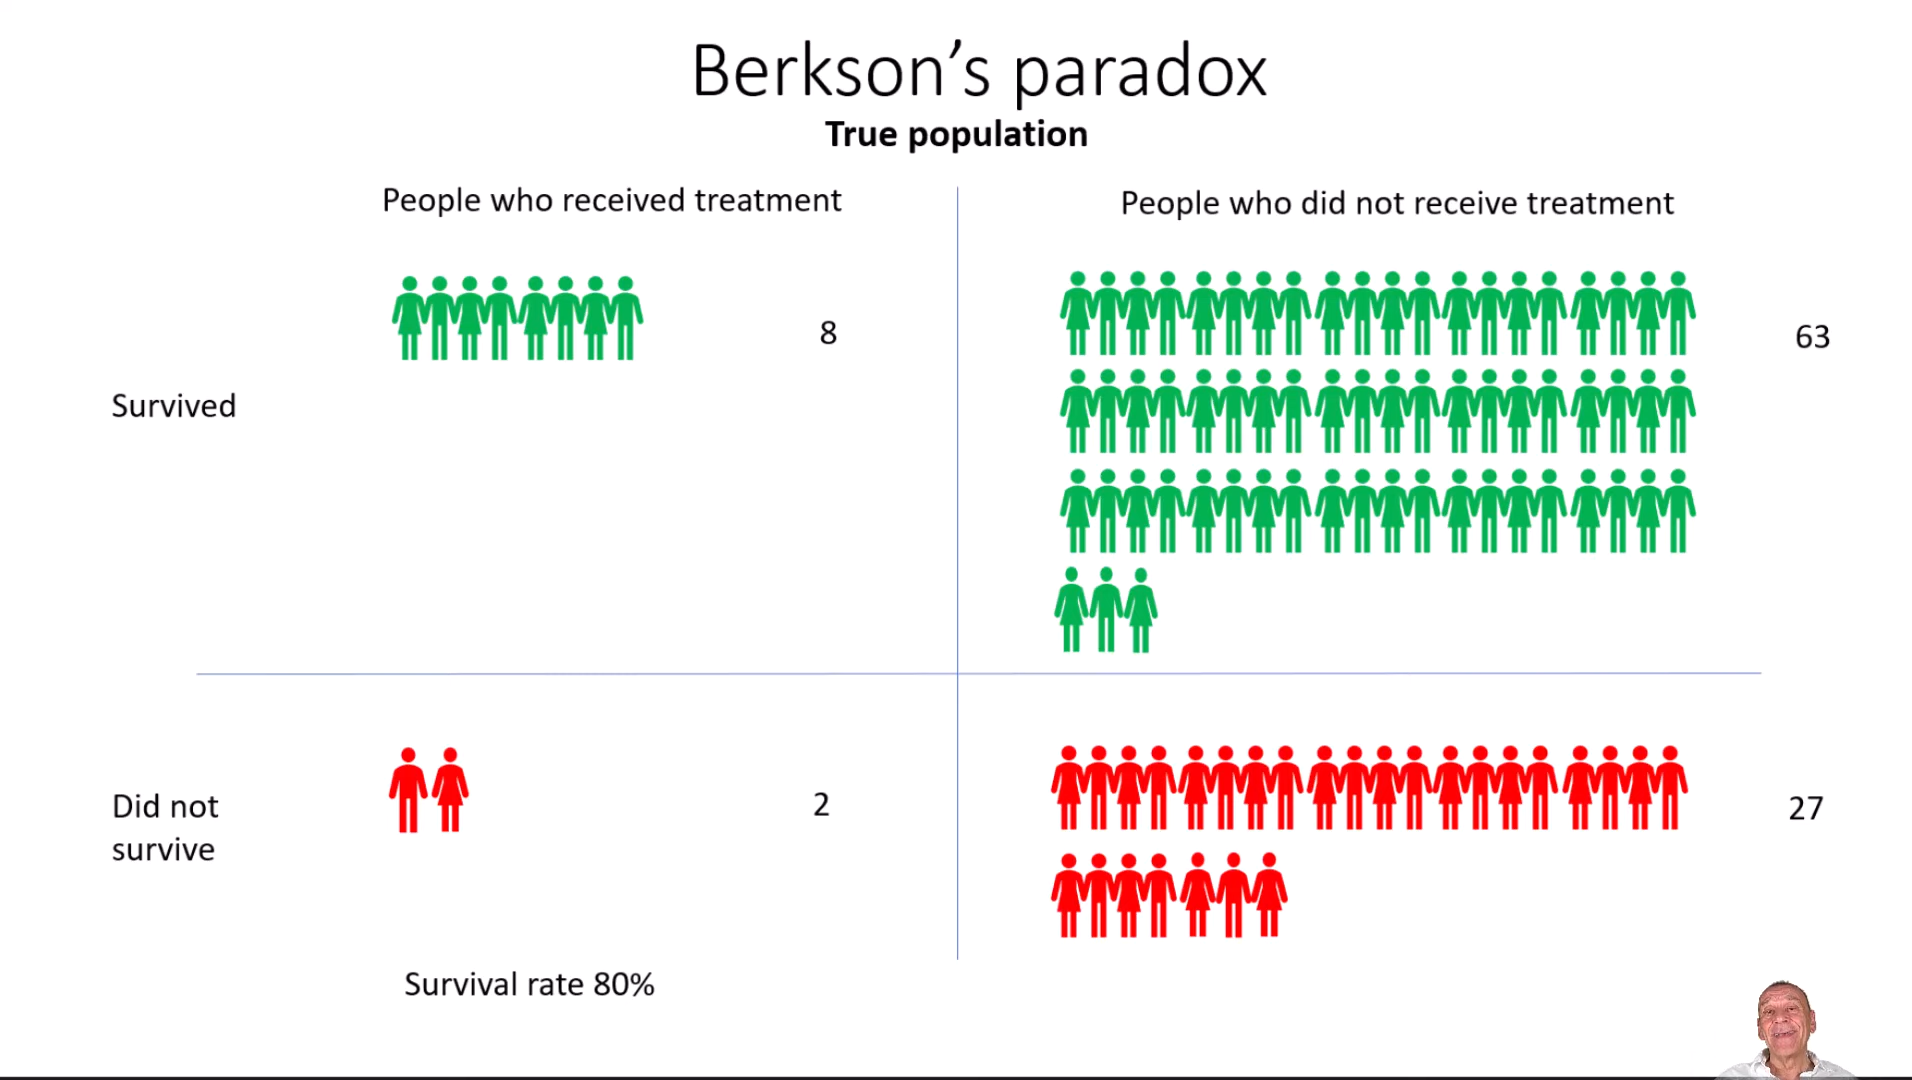 Berkson’s paradox
True population
People who received treatment
People who did not receive treatment
8
63
Survived
Did not
survive
2
27
Survival rate 80%